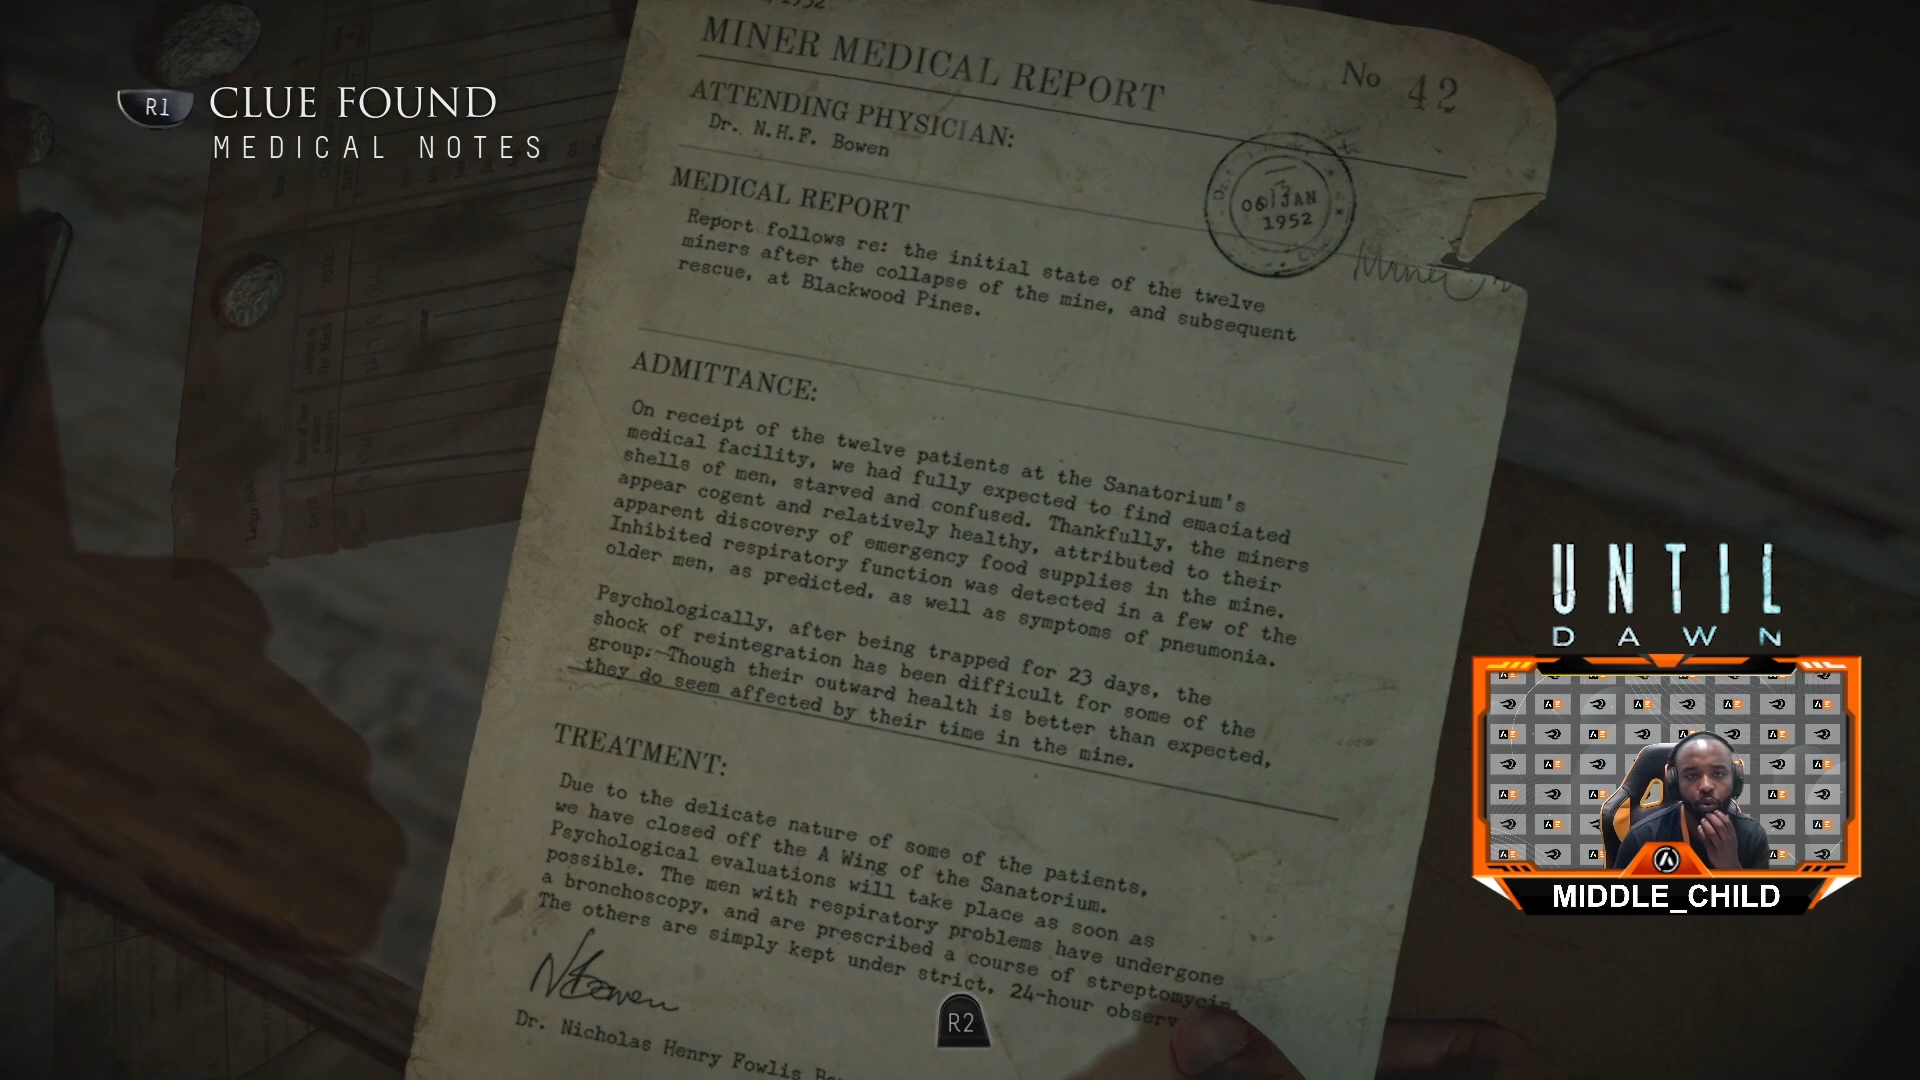 MINER MEDICAL REPORT
No 42
ATTENDING PHYSICIAN:
Dr. N.H.F. Bowen
06 JAN
1952
R1
CLUE FOUND
MEDICAL NOTES
MEDICAL REPORT
Report follows re: the initial state of the twelve
miners after the collapse of the mine, and subsequent
rescue, at Blackwood Pines.
ADMITTANCE:
On receipt of the twelve patients at the Sanatorium's
medical facility, we had fully expected to find emaciated
shells of men, starved and confused. Thankfully, the miners
appear cogent and relatively healthy, attributed to their
apparent discovery of emergency food supplies in the mine.
Inhibited respiratory function was detected in a few of the
older men, as predicted, as well as symptoms of pneumonia.
Psychologically, after being trapped for 23 days, the
shock of reintegration has been difficult for some of the
group. Though their outward health is better than expected,
they do seem affected by their time in the mine.
TREATMENT:
Due to the delicate nature of some of the patients,
we have closed off the A Wing of the Sanatorium.
Psychological evaluations will take place as soon as
possible. The men with respiratory problems have undergone
a bronchoscopy, and are prescribed a course of streptomycin.
The others are simply kept under strict, 24-hour observ
NBowen
Dr. Nicholas Henry Fowlis
R2
UNTIL
DAWN
MIDDLE_CHILD